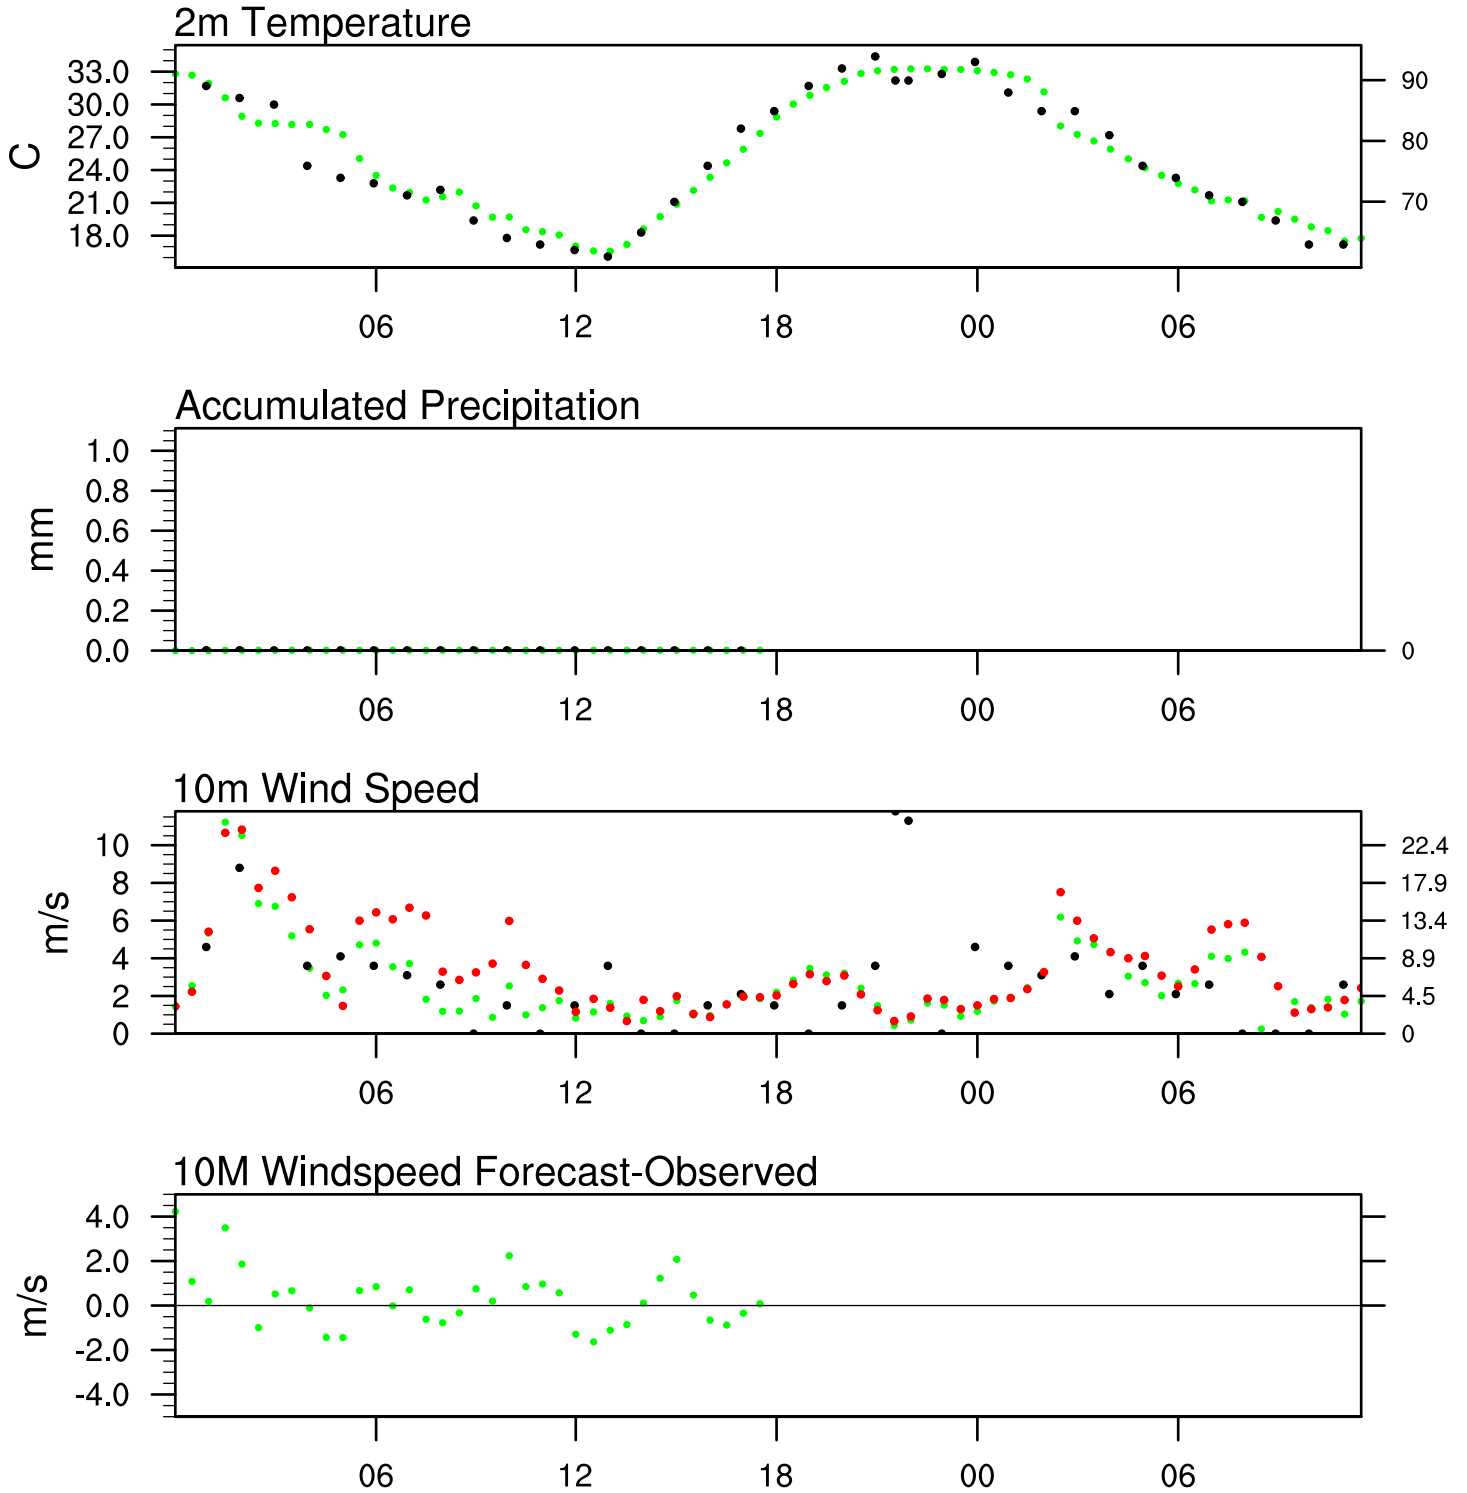 2m Temperature
33.0
30.0
27.0
24.0
21.0
18.0
C
90
80
70
06 12 18 00 06
Accumulated Precipitation
1.0
0.8
0.6
0.4
0.2
0.0
mm
0
06 12 18 00 06
10m Wind Speed
10
8
6
4
2
0
m/s
22.4
17.9
13.4
8.9
4.5
0
06 12 18 00 06
10M Windspeed Forecast-Observed
4.0
2.0
0.0
-2.0
-4.0
m/s
06 12 18 00 06